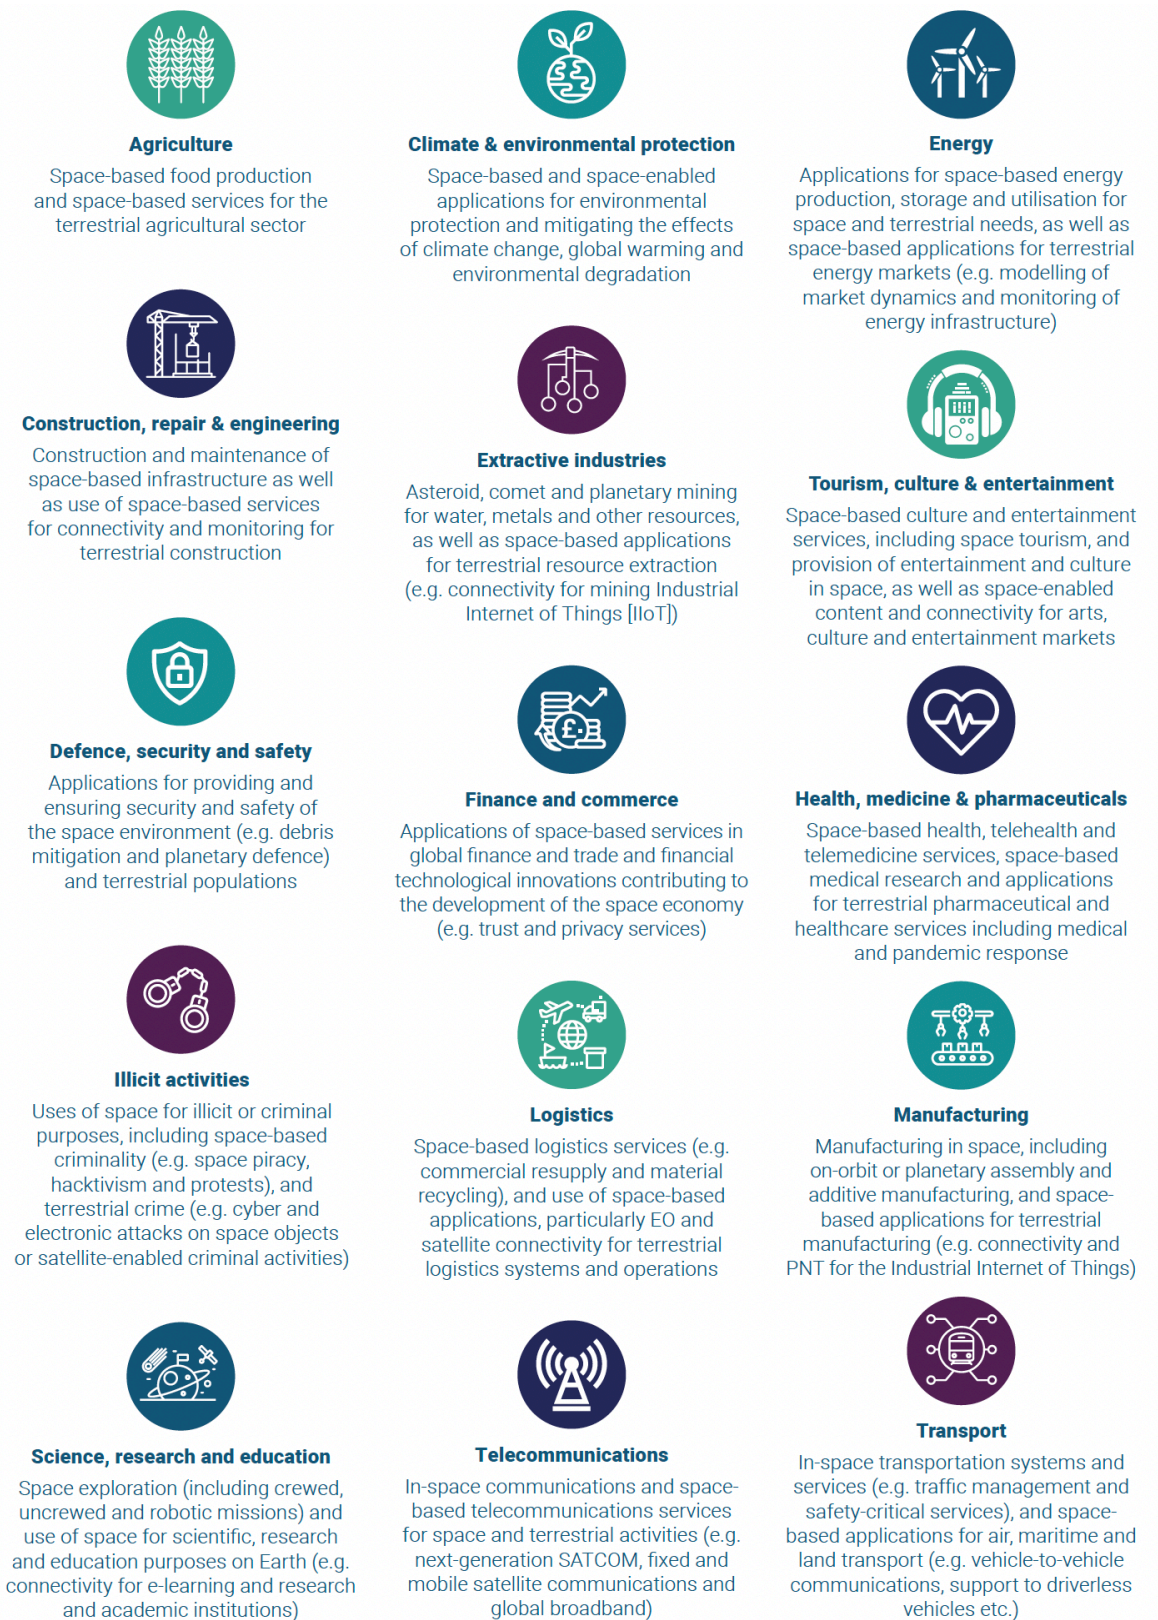 Agriculture
Space-based food production
and space-based services for the
terrestrial agricultural sector
Climate & environmental protection
Space-based and space-enabled
applications for environmental
protection and mitigating the effects
of climate change, global warming and
environmental degradation
Energy
Applications for space-based energy
production, storage and utilisation for
space and terrestrial needs, as well as
space-based applications for terrestrial
energy markets (e.g. modelling of
market dynamics and monitoring of
energy infrastructure)
Construction, repair & engineering
Construction and maintenance of
space-based infrastructure as well
as use of space-based services
for connectivity and monitoring for
terrestrial construction
Extractive industries
Asteroid, comet and planetary mining
for water, metals and other resources,
as well as space-based applications
for terrestrial resource extraction
(e.g. connectivity for mining Industrial
Internet of Things [IIoT])
Tourism, culture & entertainment
Space-based culture and entertainment
services, including space tourism, and
provision of entertainment and culture
in space, as well as space-enabled
content and connectivity for arts,
culture and entertainment markets
Defence, security and safety
Applications for providing and
ensuring security and safety of
the space environment (e.g. debris
mitigation and planetary defence)
and terrestrial populations
£
Finance and commerce
Applications of space-based services in
global finance and trade and financial
technological innovations contributing to
the development of the space economy
(e.g. trust and privacy services)
Health, medicine & pharmaceuticals
Space-based health, telehealth and
telemedicine services, space-based
medical research and applications
for terrestrial pharmaceutical and
healthcare services including medical
and pandemic response
Illicit activities
Uses of space for illicit or criminal
purposes, including space-based
criminality (e.g. space piracy,
hacktivism and protests), and
terrestrial crime (e.g. cyber and
electronic attacks on space objects
or satellite-enabled criminal activities)
Logistics
Space-based logistics services (e.g.
commercial resupply and material
recycling), and use of space-based
applications, particularly EO and
satellite connectivity for terrestrial
logistics systems and operations
Manufacturing
Manufacturing in space, including
on-orbit or planetary assembly and
additive manufacturing, and space-
based applications for terrestrial
manufacturing (e.g. connectivity and
PNT for the Industrial Internet of Things)
Science, research and education
Space exploration (including crewed,
uncrewed and robotic missions) and
use of space for scientific, research
and education purposes on Earth (e.g.
connectivity for e-learning and research
and academic institutions)
Telecommunications
In-space communications and space-
based telecommunications services
for space and terrestrial activities (e.g.
next-generation SATCOM, fixed and
mobile satellite communications and
global broadband)
Transport
In-space transportation systems and
services (e.g. traffic management and
safety-critical services), and space-
based applications for air, maritime and
land transport (e.g. vehicle-to-vehicle
communications, support to driverless
vehicles etc.)